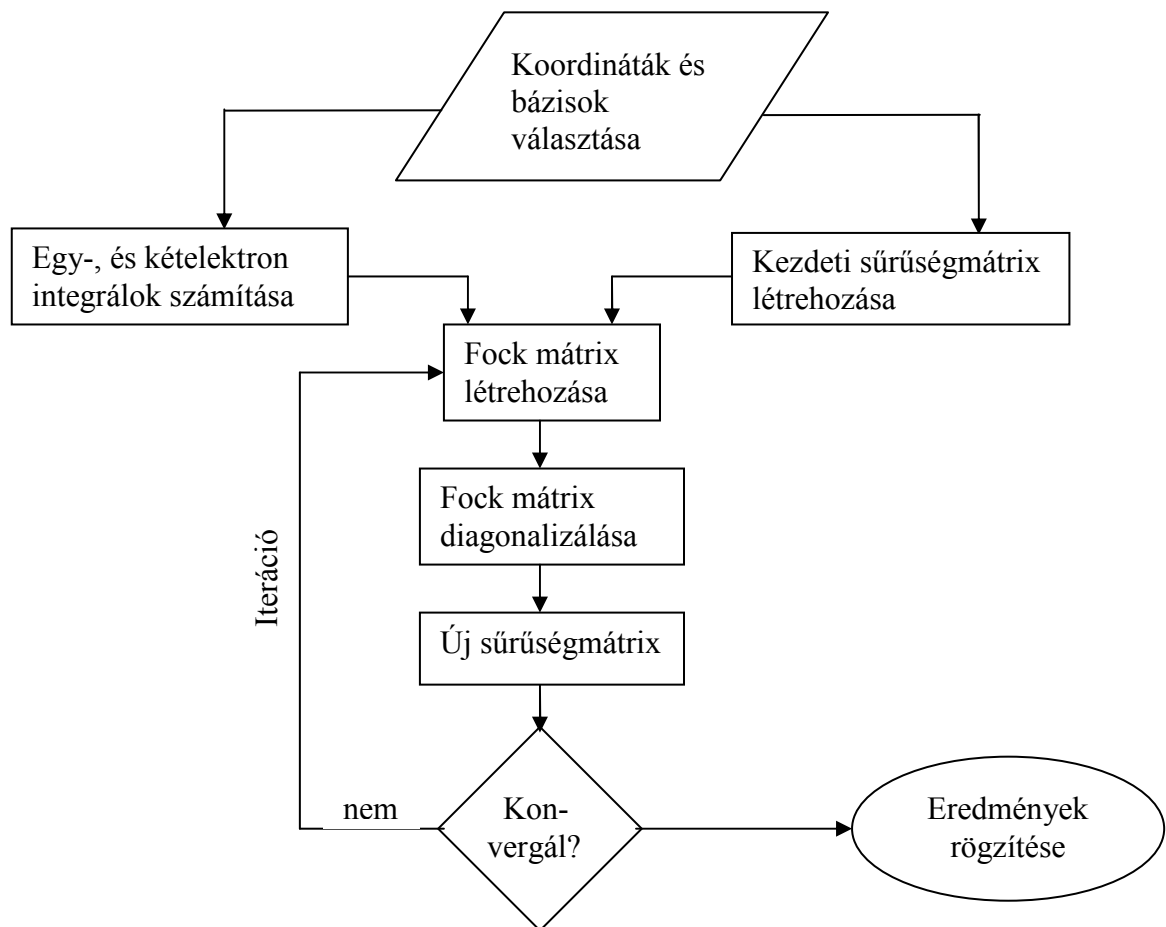 Koordináták és
bázisok
választása
Egy-, és kételektron
integrálok számítása
Kezdeti sűrűségmátrix
létrehozása
Fock mátrix
létrehozása
Fock mátrix
diagonalizálása
Iteráció
Új sűrűségmátrix
nem
Kon-
vergál?
Eredmények
rögzítése